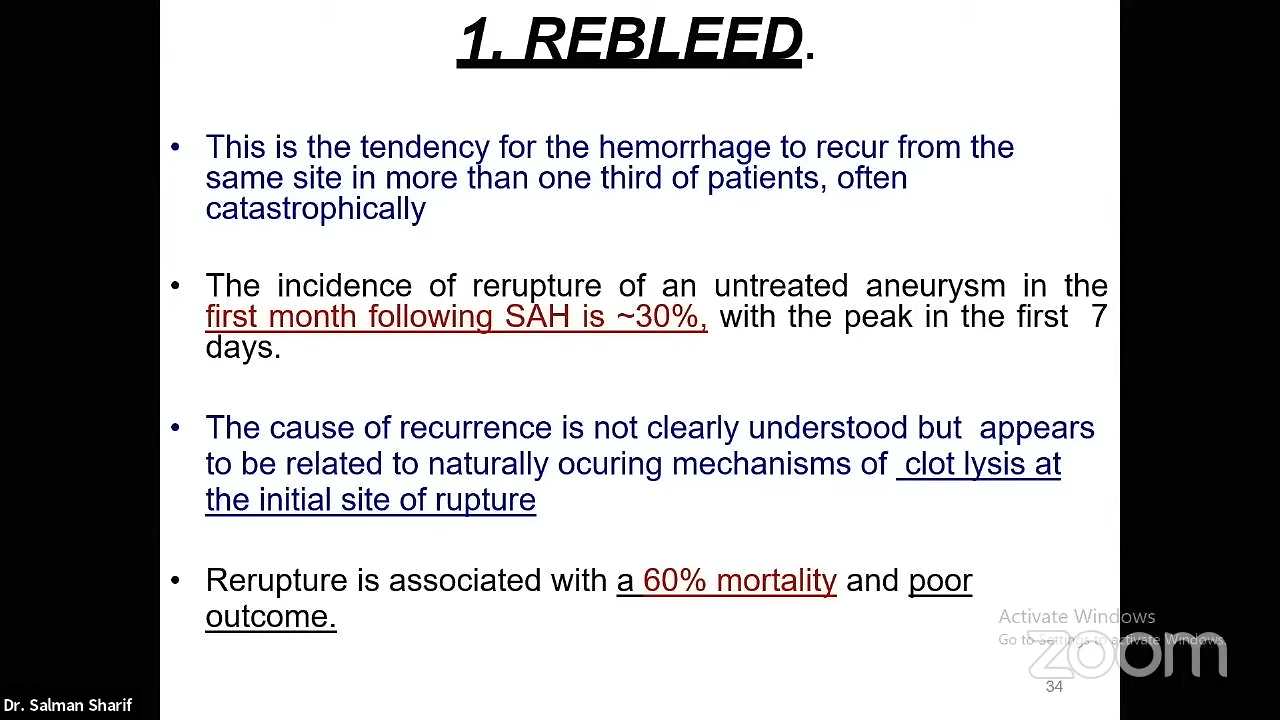 1. REBLEED.
• This is the tendency for the hemorrhage to recur from the
same site in more than one third of patients, often
catastrophically
• The incidence of rerupture of an untreated aneurysm in the
first month following SAH is ~30%, with the peak in the first 7
days.
• The cause of recurrence is not clearly understood but appears
to be related to naturally ocuring mechanisms of clot lysis at
the initial site of rupture
• Rerupture is associated with a 60% mortality and poor
outcome.
Activate Windows
Go to Settings to activate Windows.
zoom
34
Dr. Salman Sharif